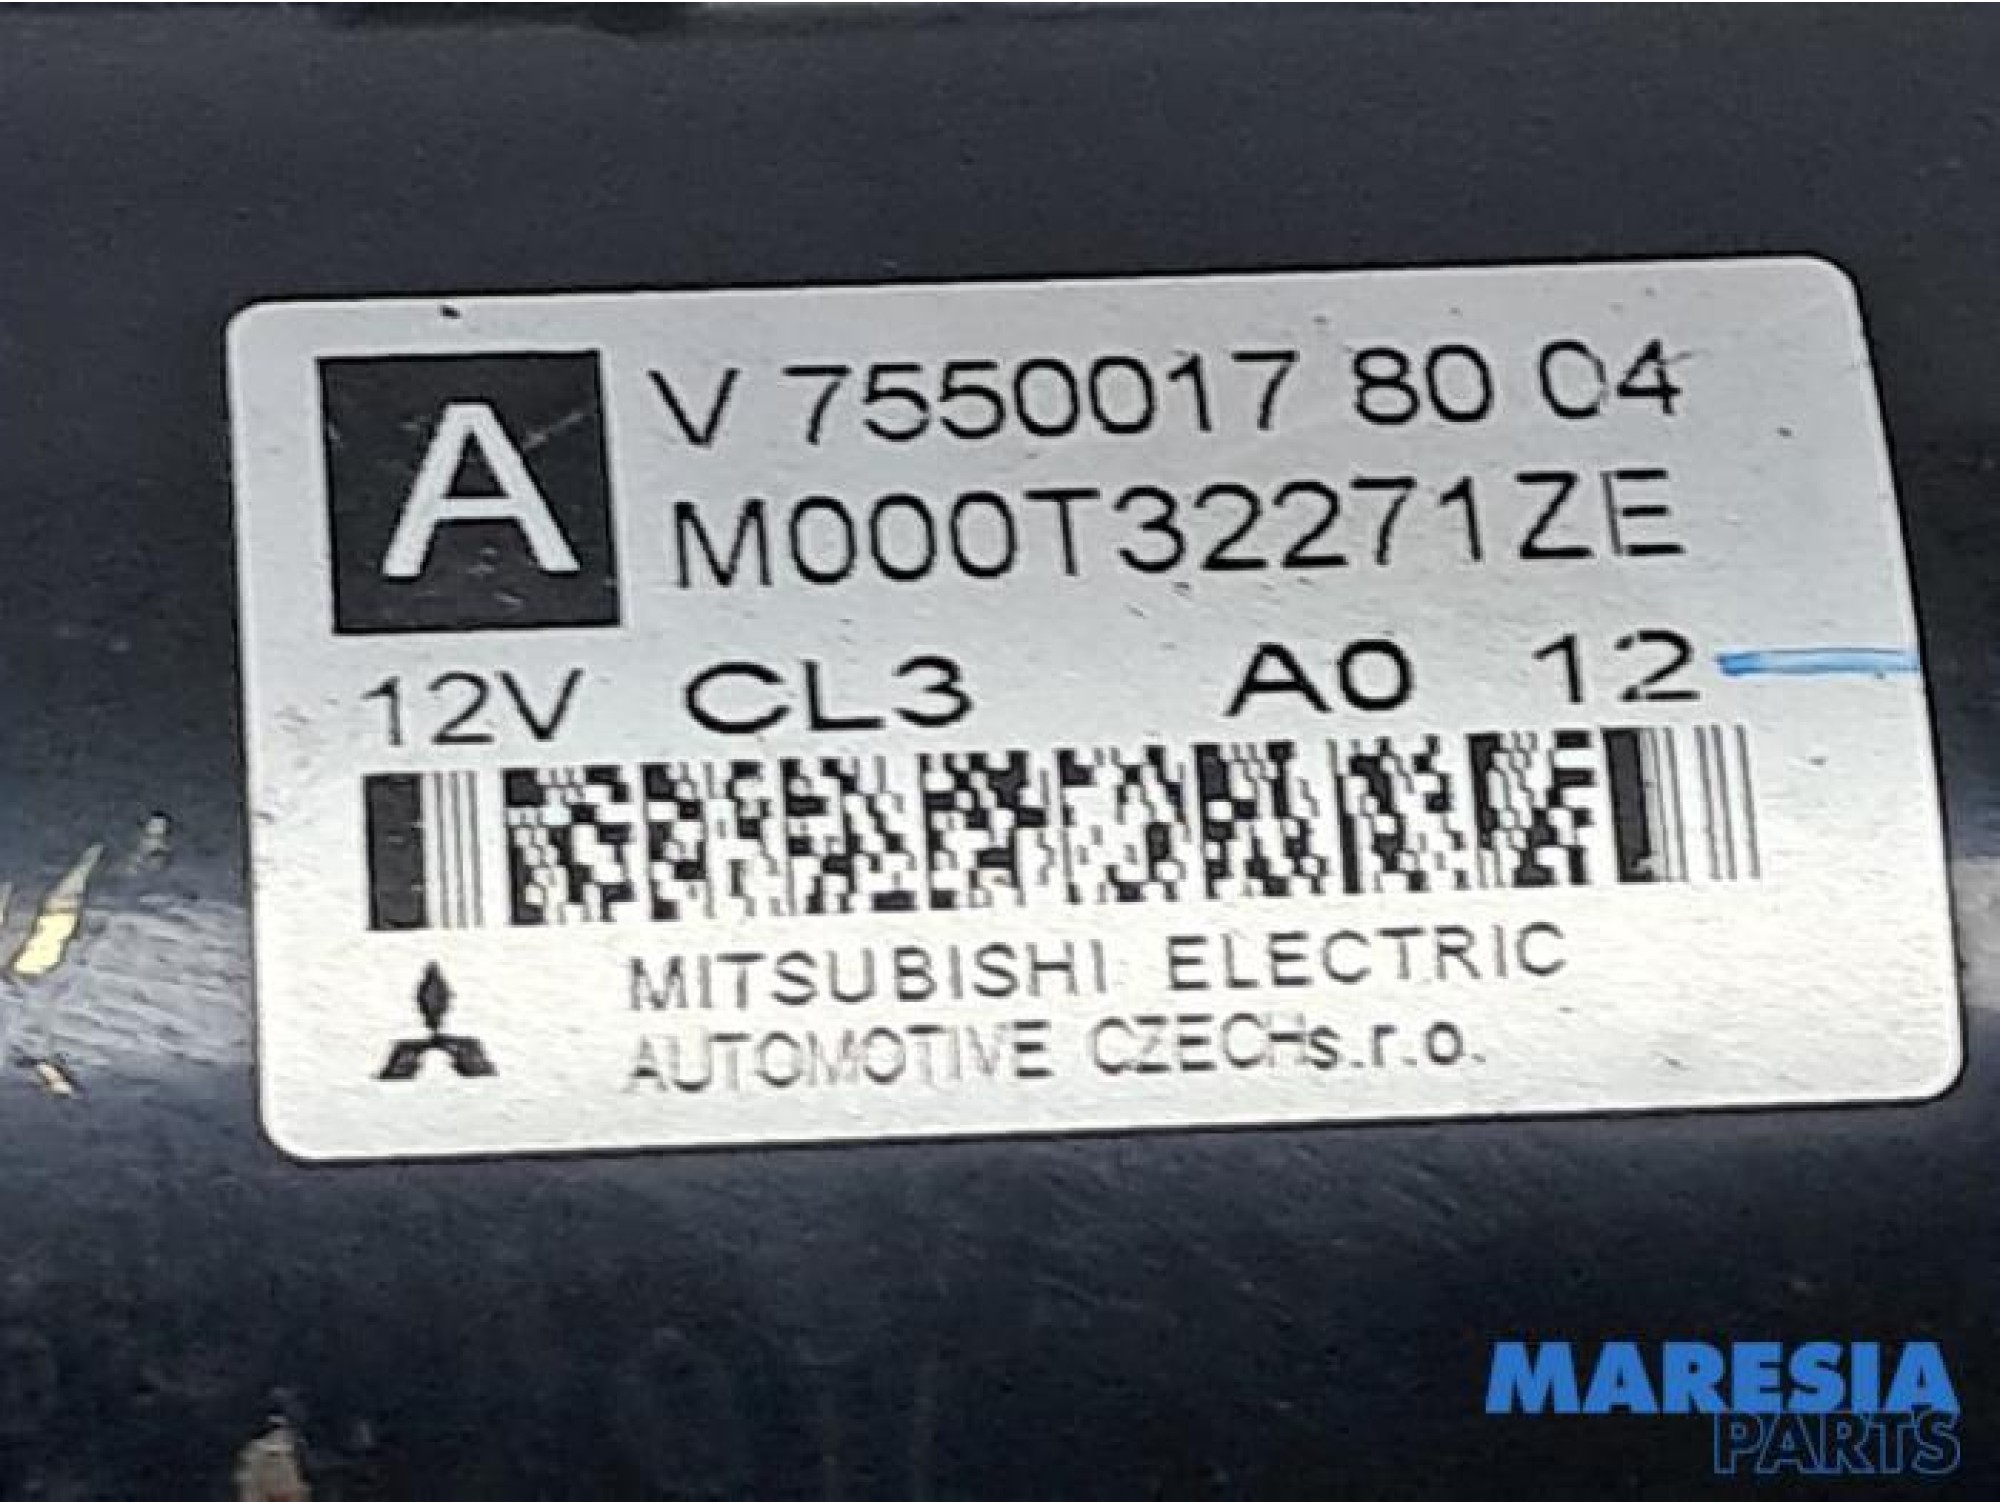 A
V 7550017 80 04
M000T32271ZE
12V CL3 A0 12
MITSUBISHI ELECTRIC
AUTOMOTIVE CZECHs.r.o.
MARESIA
PARTS